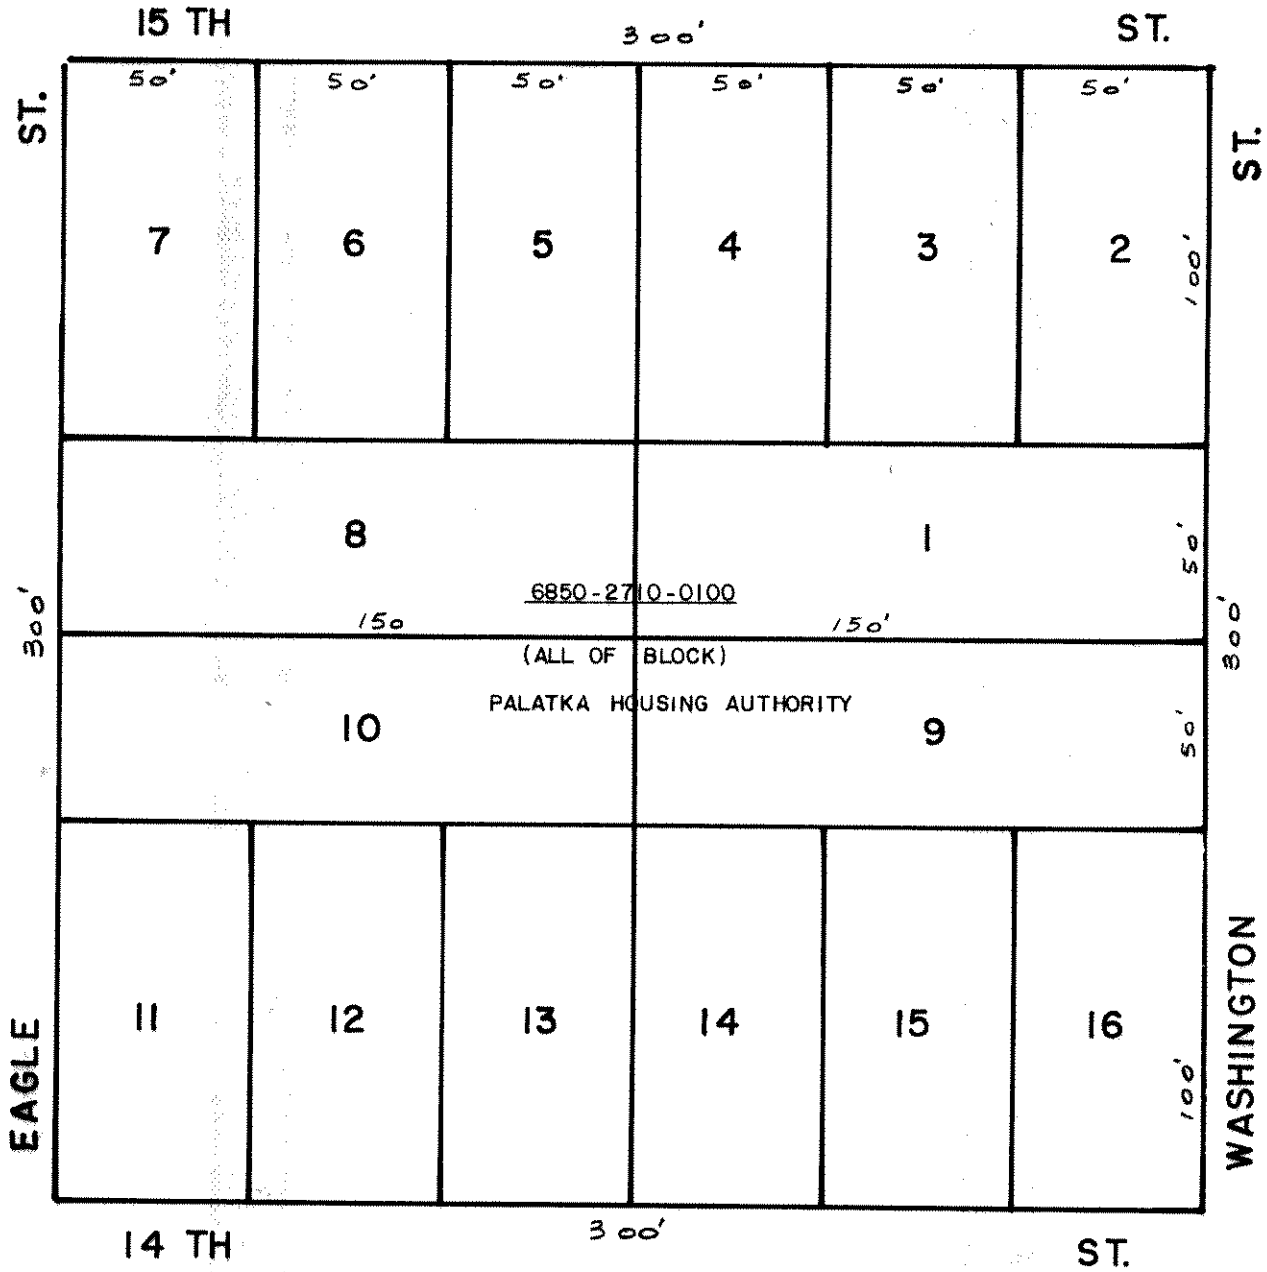 15 TH 300' ST.
50' 50' 50' 50' 50' 50'
ST.
ST.
7 6 5 4 3 2
100'
8 1
50'
6850-2710-0100
300'
150 150'
300'
(ALL OF BLOCK)
PALATKA HOUSING AUTHORITY
10 9
50'
11 12 13 14 15 16
100'
EAGLE
WASHINGTON
14 TH 300' ST.